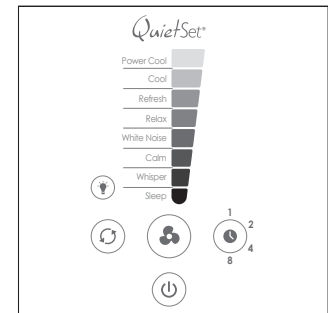 QuietSet®
Power Cool
Cool
Refresh
Relax
White Noise
Calm
Whisper
Sleep
1
2
4
8